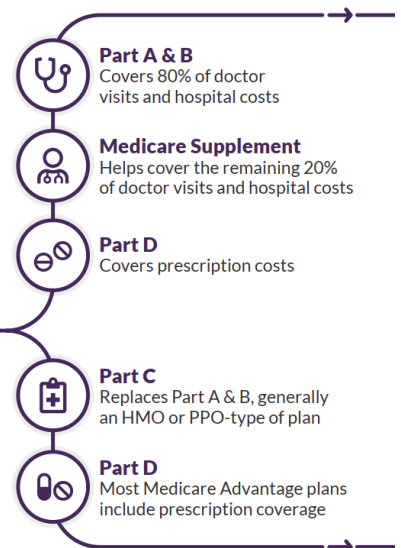 Part A & B
Covers 80% of doctor
visits and hospital costs
Medicare Supplement
Helps cover the remaining 20%
of doctor visits and hospital costs
Part D
Covers prescription costs
Part C
Replaces Part A & B, generally
an HMO or PPO-type of plan
Part D
Most Medicare Advantage plans
include prescription coverage